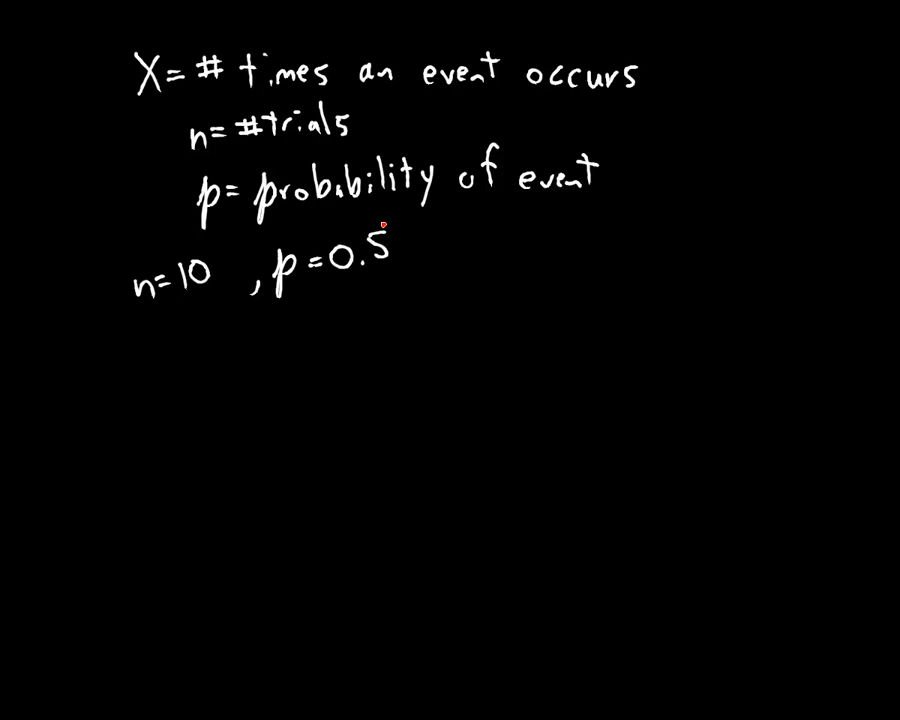 X = # times an event occurs
n = # trials
p = probability of event
n = 10 , p = 0.5